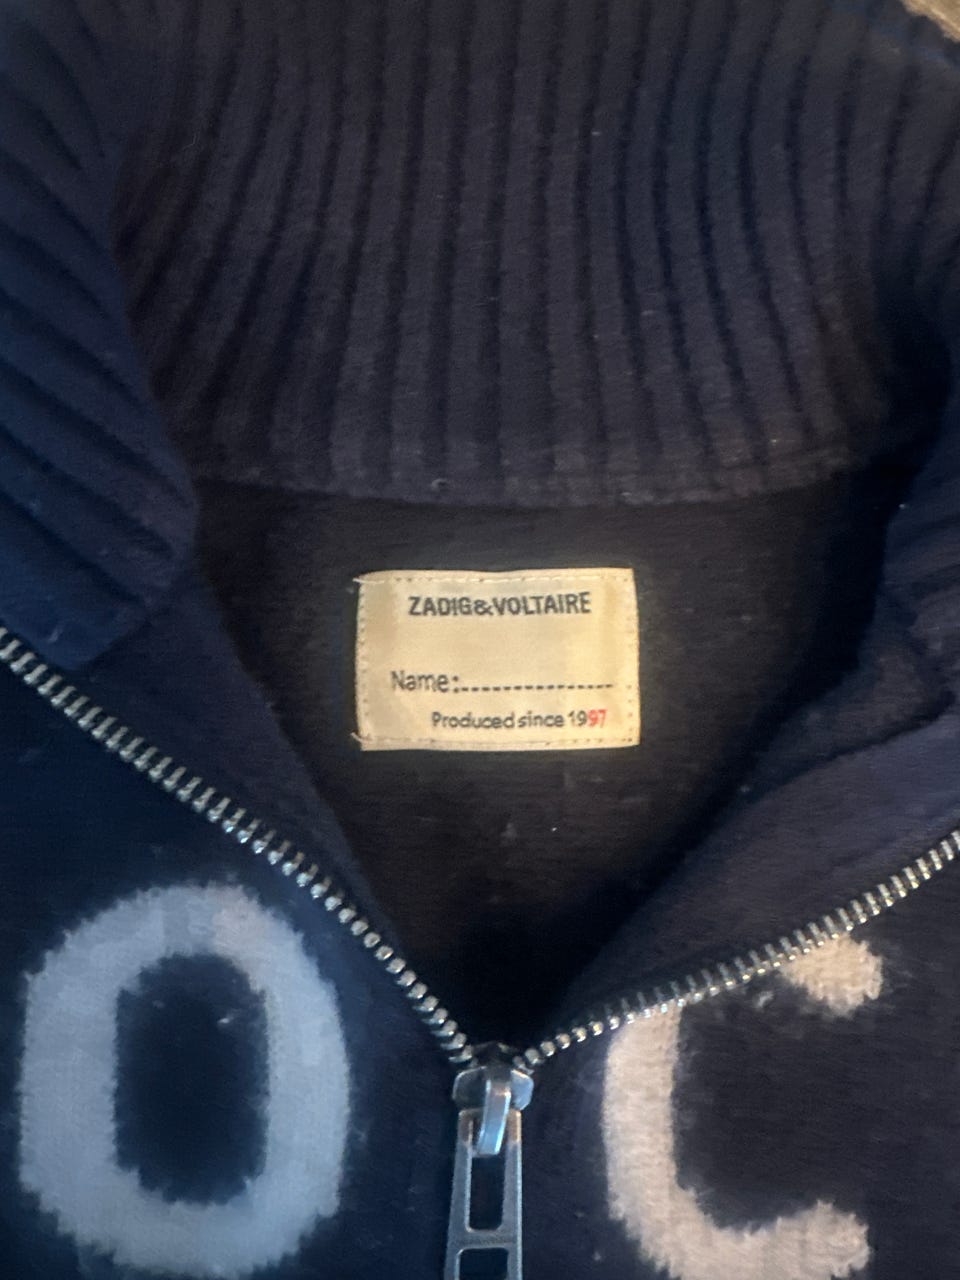 ZADIG&VOLTAIRE
Name:....................
Produced since 1997
O C